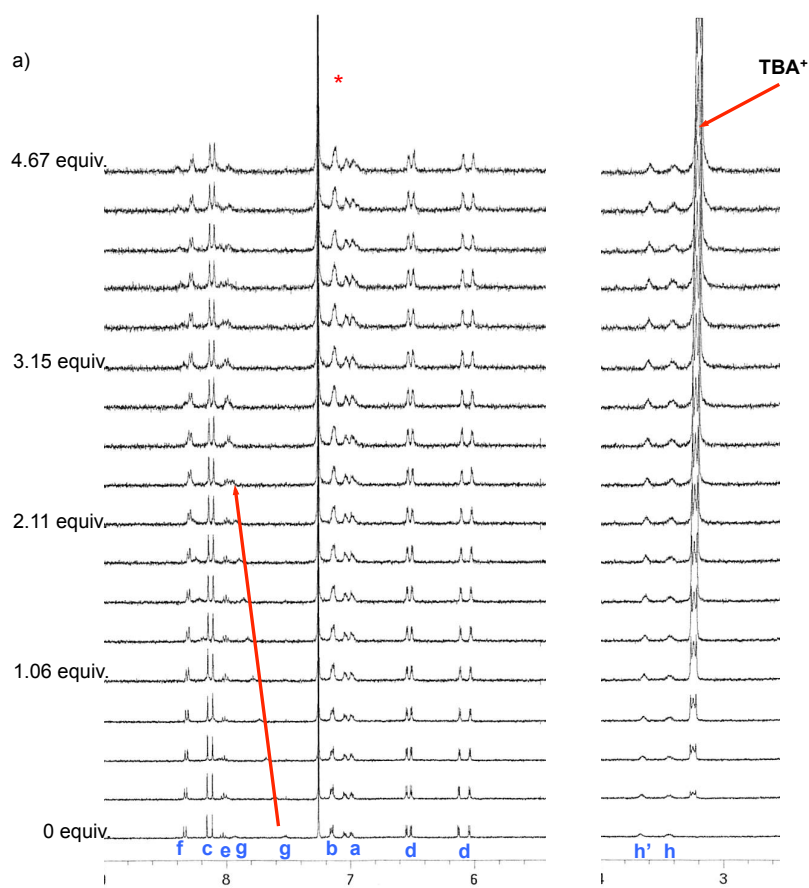 a)
*
TBA⁺
4.67 equiv.
3.15 equiv.
2.11 equiv.
1.06 equiv.
0 equiv.
f c e g g b a d d h' h
8 7 6 4 3